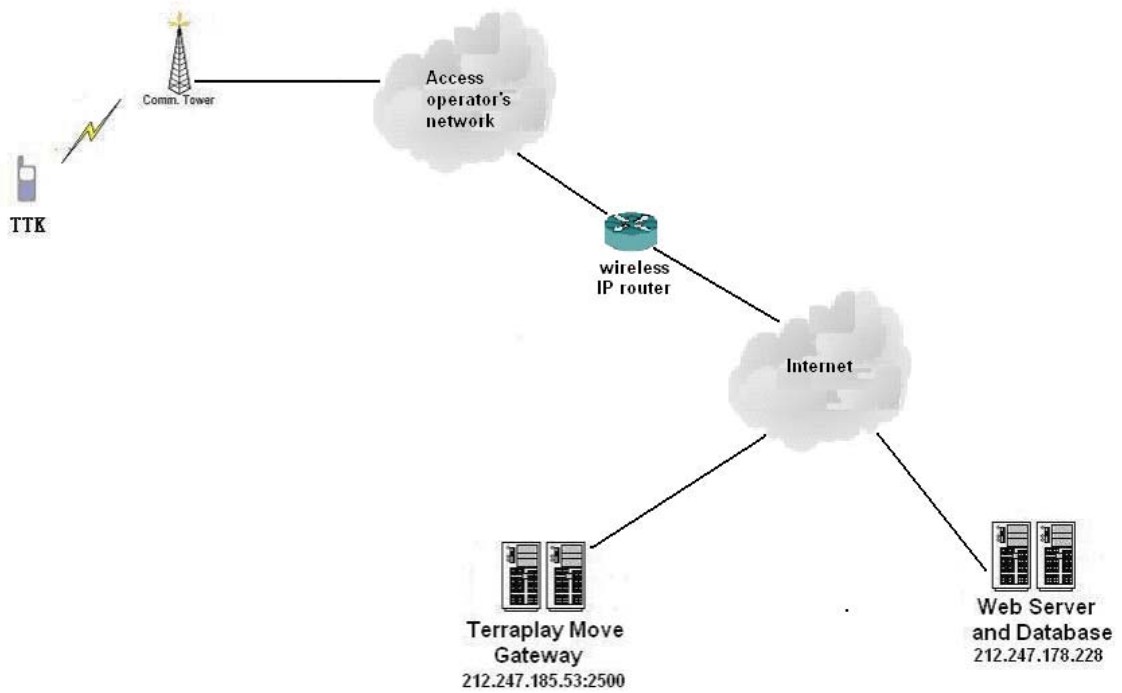 Access
operator's
network
Comm. Tower
TTK
wireless
IP router
Internet
Terraplay Move
Gateway
212.247.185.53:2500
Web Server
and Database
212.247.178.228